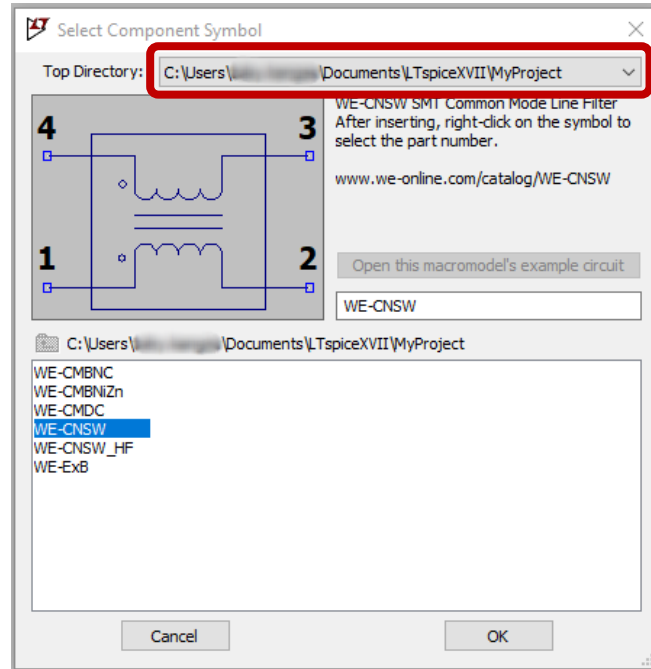 Select Component Symbol
Top Directory: C:\Users\ \Documents\LTspiceXVII\MyProject
WE-CNSW SMT Common Mode Line Filter
After inserting, right-click on the symbol to
select the part number.
www.we-online.com/catalog/WE-CNSW
4
3
1
2
Open this macromodel's example circuit
WE-CNSW
C:\Users\ \Documents\LTspiceXVII\MyProject
WE-CMBNC
WE-CMBNiZn
WE-CMDC
WE-CNSW
WE-CNSW_HF
WE-ExB
Cancel
OK